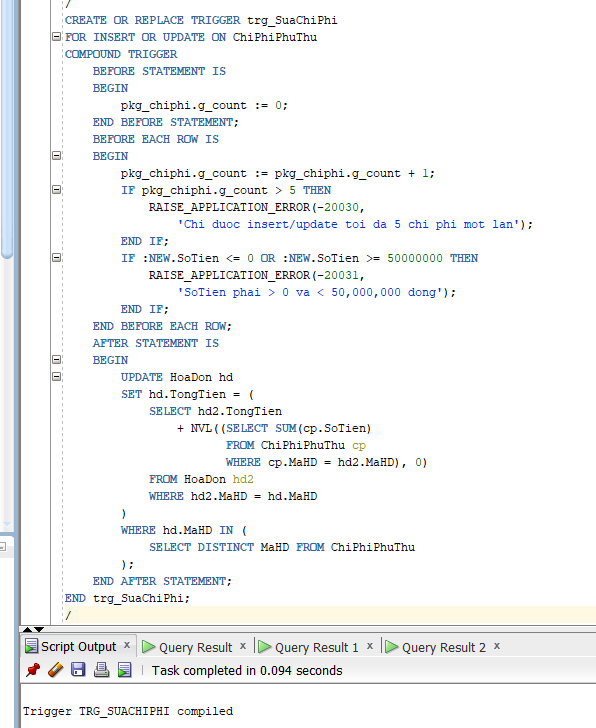 /
CREATE OR REPLACE TRIGGER trg_SuaChiPhi
FOR INSERT OR UPDATE ON ChiPhiPhuThu
COMPOUND TRIGGER
    BEFORE STATEMENT IS
    BEGIN
        pkg_chiphi.g_count := 0;
    END BEFORE STATEMENT;
    BEFORE EACH ROW IS
    BEGIN
        pkg_chiphi.g_count := pkg_chiphi.g_count + 1;
        IF pkg_chiphi.g_count > 5 THEN
            RAISE_APPLICATION_ERROR(-20030,
                'Chi duoc insert/update toi da 5 chi phi mot lan');
        END IF;
        IF :NEW.SoTien <= 0 OR :NEW.SoTien >= 50000000 THEN
            RAISE_APPLICATION_ERROR(-20031,
                'SoTien phai > 0 va < 50,000,000 dong');
        END IF;
    END BEFORE EACH ROW;
    AFTER STATEMENT IS
    BEGIN
        UPDATE HoaDon hd
        SET hd.TongTien = (
            SELECT hd2.TongTien
                + NVL((SELECT SUM(cp.SoTien)
                       FROM ChiPhiPhuThu cp
                       WHERE cp.MaHD = hd2.MaHD), 0)
            FROM HoaDon hd2
            WHERE hd2.MaHD = hd.MaHD
        )
        WHERE hd.MaHD IN (
            SELECT DISTINCT MaHD FROM ChiPhiPhuThu
        );
    END AFTER STATEMENT;
END trg_SuaChiPhi;
/
Script Output x Query Result x Query Result 1 x Query Result 2 x
Task completed in 0.094 seconds
Trigger TRG_SUACHIPHI compiled